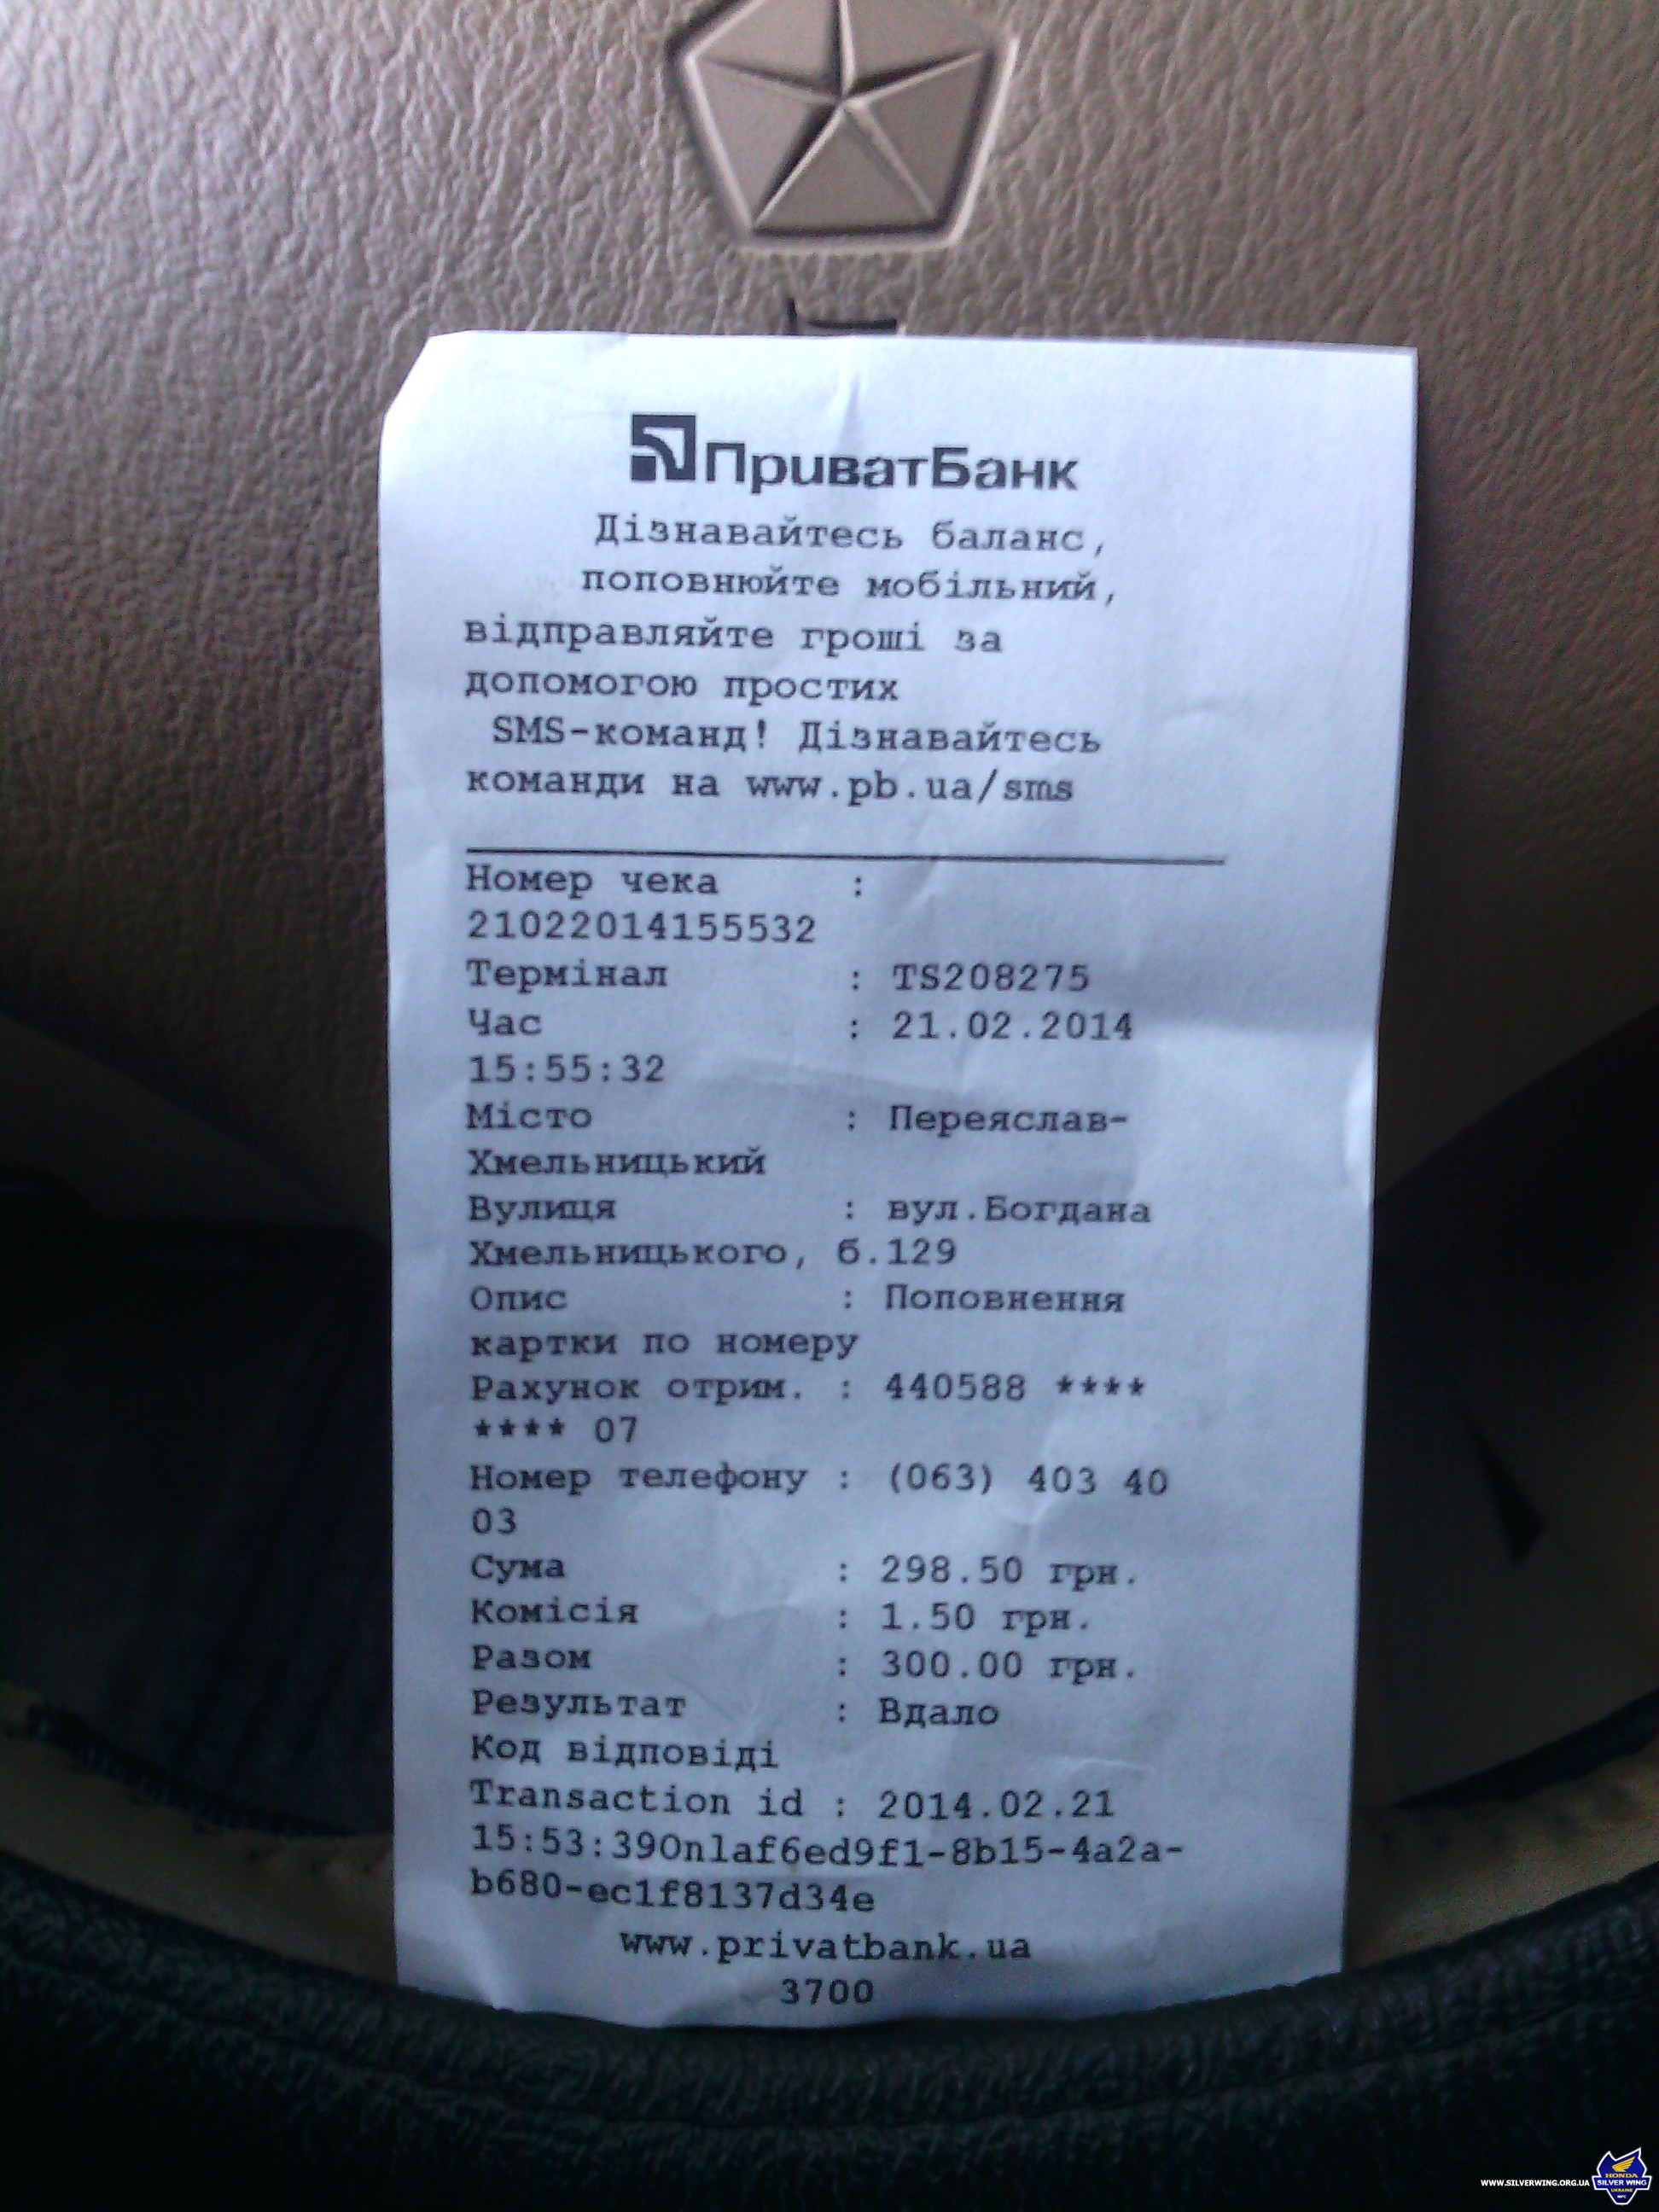 ПриватБанк
Дізнавайтесь баланс,
поповнюйте мобільний,
відправляйте гроші за
допомогою простих
SMS-команд! Дізнавайтесь
команди на www.pb.ua/sms
Номер чека :
21022014155532
Термінал : TS208275
Час : 21.02.2014
15:55:32
Місто : Переяслав-
Хмельницький
Вулиця : вул.Богдана
Хмельницького, б.129
Опис : Поповнення
картки по номеру
Рахунок отрим. : 440588 ****
**** 07
Номер телефону : (063) 403 40
03
Сума : 298.50 грн.
Комісія : 1.50 грн.
Разом : 300.00 грн.
Результат : Вдало
Код відповіді
Transaction id : 2014.02.21
15:53:390nlaf6ed9f1-8b15-4a2a-
b680-ec1f8137d34e
www.privatbank.ua
3700
WWW.SILVERWING.ORG.UA
HONDA
SILVER WING
UKRAINE